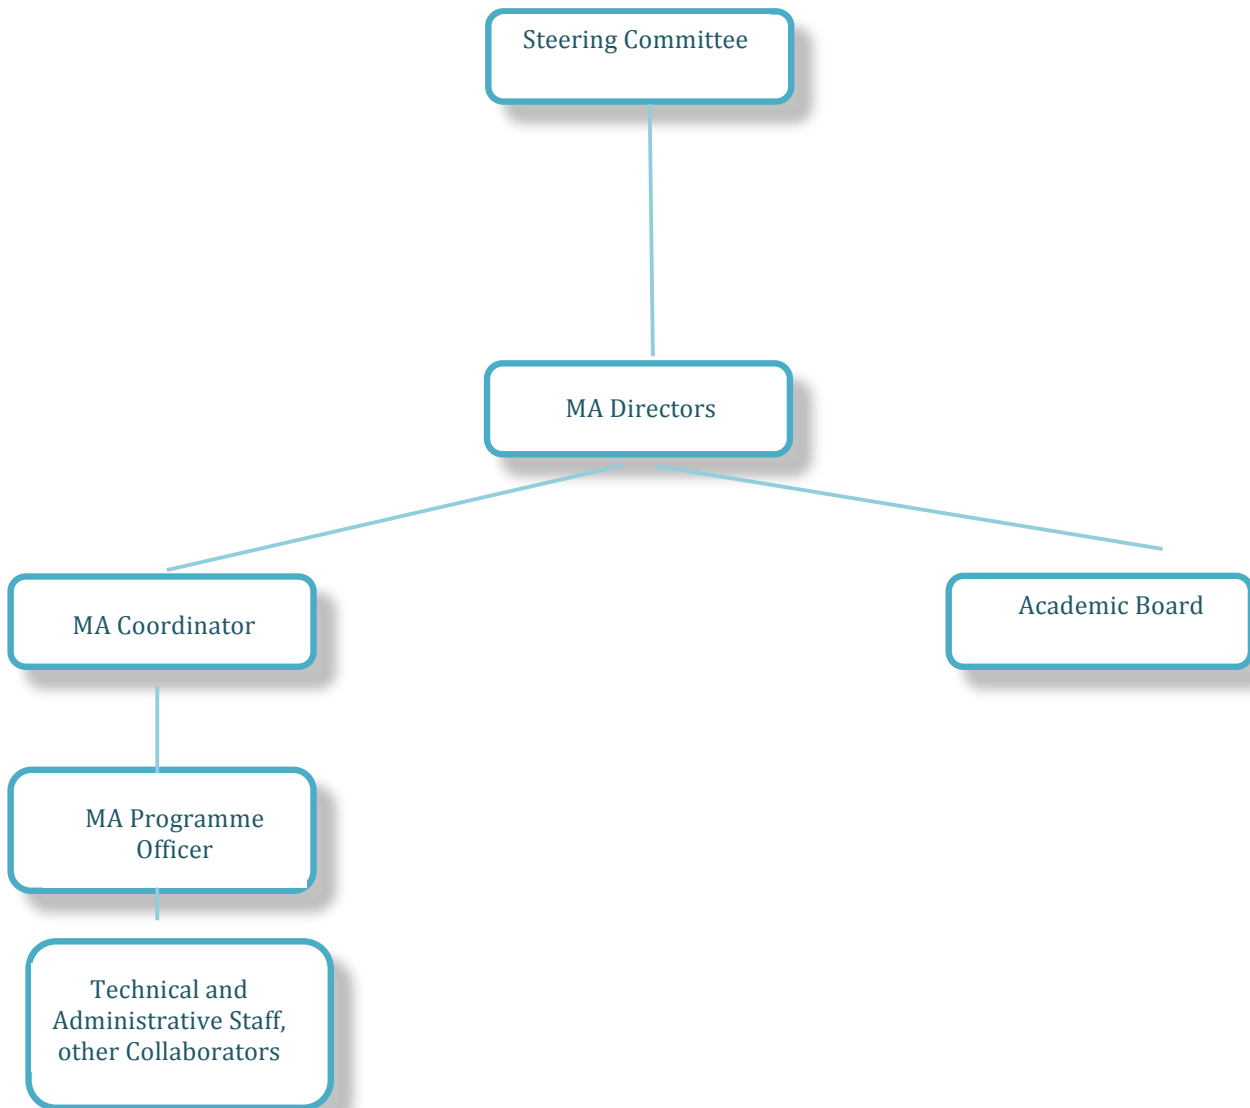 Steering Committee
MA Directors
MA Coordinator
Academic Board
MA Programme
Officer
Technical and
Administrative Staff,
other Collaborators